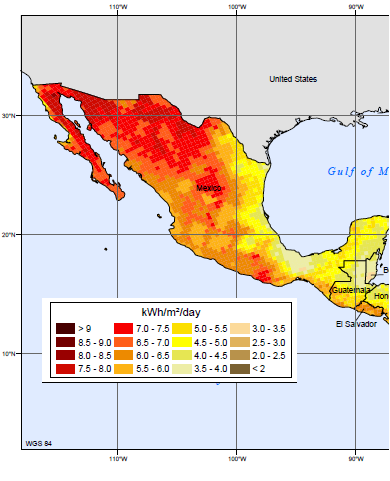 110°W 100°W 90°W
United States
30°N
Gulf of M
Mexico
20°N
B
Guatemala
Hon
El Salvador
kWh/m²/day
> 9 7.0 - 7.5 5.0 - 5.5 3.0 - 3.5
8.5 - 9.0 6.5 - 7.0 4.5 - 5.0 2.5 - 3.0
8.0 - 8.5 6.0 - 6.5 4.0 - 4.5 2.0 - 2.5
7.5 - 8.0 5.5 - 6.0 3.5 - 4.0 < 2
10°N
WGS 84
110°W 100°W 90°W